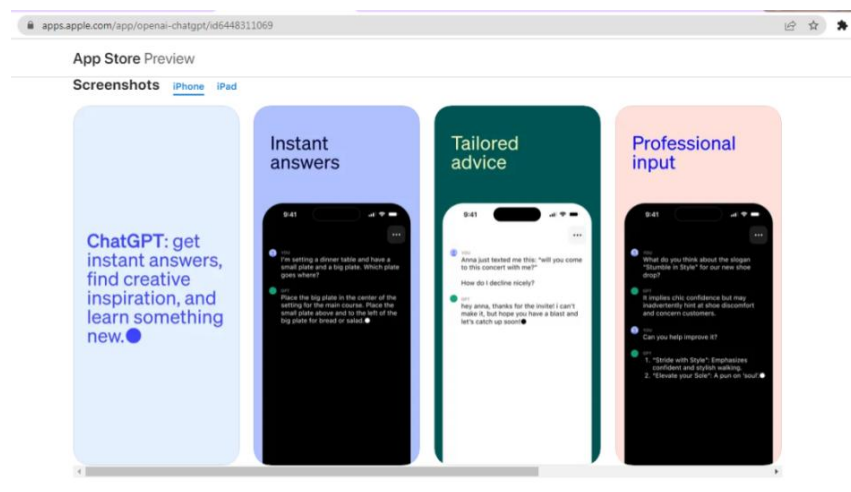 apps.apple.com/app/openai-chatgpt/id6448311069
App Store Preview
Screenshots iPhone iPad
ChatGPT: get
instant answers,
find creative
inspiration, and
learn something
new.
Instant
answers
9:41
YOU
I'm setting a dinner table and have a
small plate and a big plate. Which plate
goes where?
GPT
Place the big plate in the center of the
setting for the main course. Place the
small plate above and to the left of the
big plate for bread or salad.
Tailored
advice
9:41
YOU
Anna just texted me this: "will you come
to this concert with me?"
How do I decline nicely?
GPT
hey anna, thanks for the invite! i can't
make it, but hope you have a blast and
let's catch up soon!
Professional
input
9:41
YOU
What do you think about the slogan
"Stumble in Style" for our new shoe
drop?
GPT
It implies chic confidence but may
inadvertently hint at shoe discomfort
and concern customers.
YOU
Can you help improve it?
GPT
1. "Stride with Style": Emphasizes
confident and stylish walking.
2. "Elevate your Sole": A pun on 'soul'.